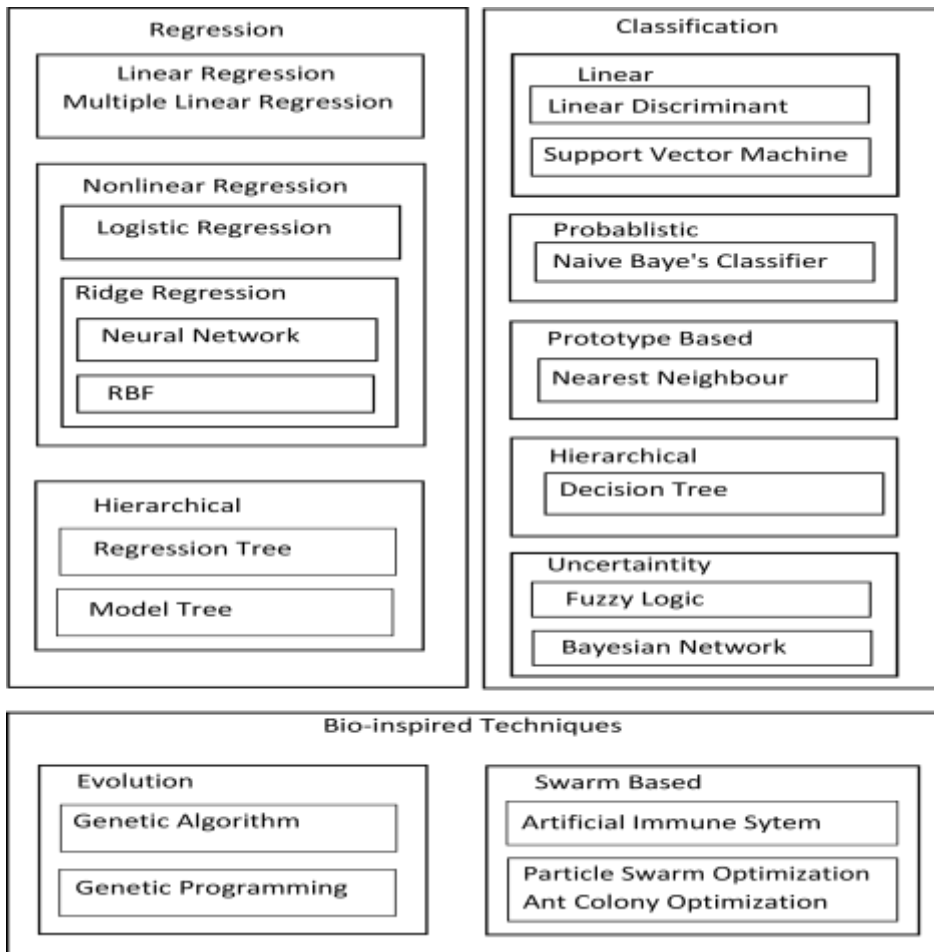 Regression
Linear Regression
Multiple Linear Regression
Nonlinear Regression
Logistic Regression
Ridge Regression
Neural Network
RBF
Hierarchical
Regression Tree
Model Tree
Classification
Linear
Linear Discriminant
Support Vector Machine
Probablistic
Naive Baye's Classifier
Prototype Based
Nearest Neighbour
Hierarchical
Decision Tree
Uncertaintity
Fuzzy Logic
Bayesian Network
Bio-inspired Techniques
Evolution
Genetic Algorithm
Genetic Programming
Swarm Based
Artificial Immune Sytem
Particle Swarm Optimization
Ant Colony Optimization